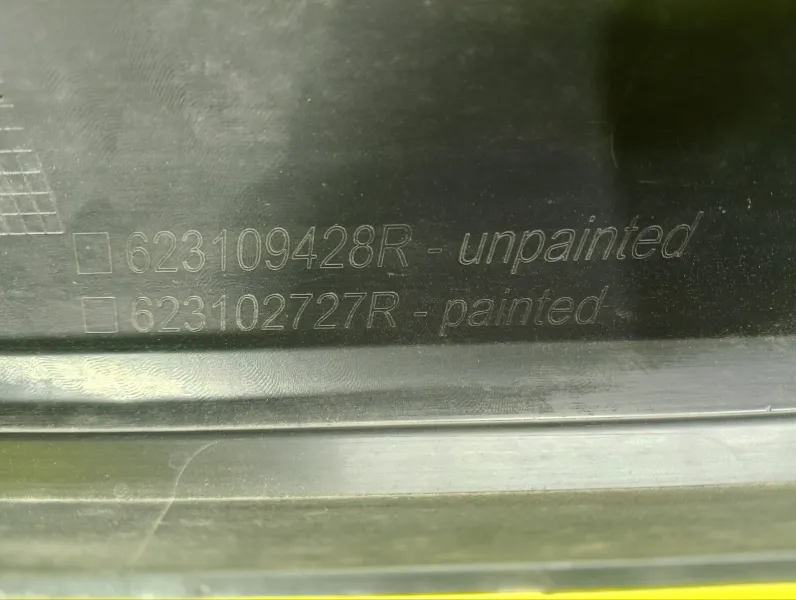 ☐ 623109428R - unpainted
☐ 623102727R - painted